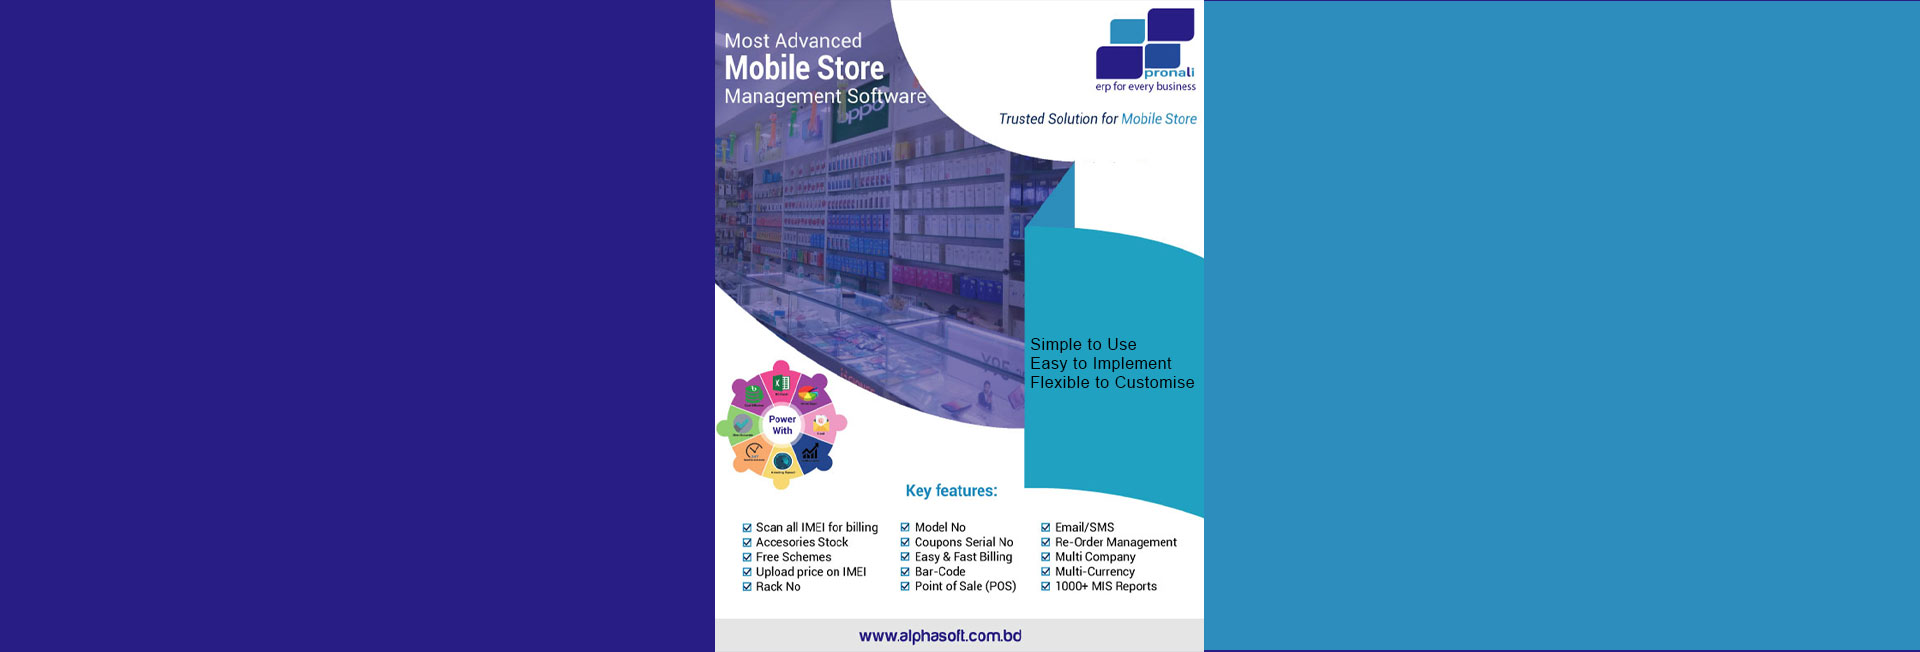 Most Advanced
Mobile Store
Management Software
pronali
erp for every business
Trusted Solution for Mobile Store
oppo
Simple to Use
Easy to Implement
Flexible to Customise
Power
With
Key features:
Scan all IMEI for billing
Accesories Stock
Free Schemes
Upload price on IMEI
Rack No
Model No
Coupons Serial No
Easy & Fast Billing
Bar-Code
Point of Sale (POS)
Email/SMS
Re-Order Management
Multi Company
Multi-Currency
1000+ MIS Reports
www.alphasoft.com.bd